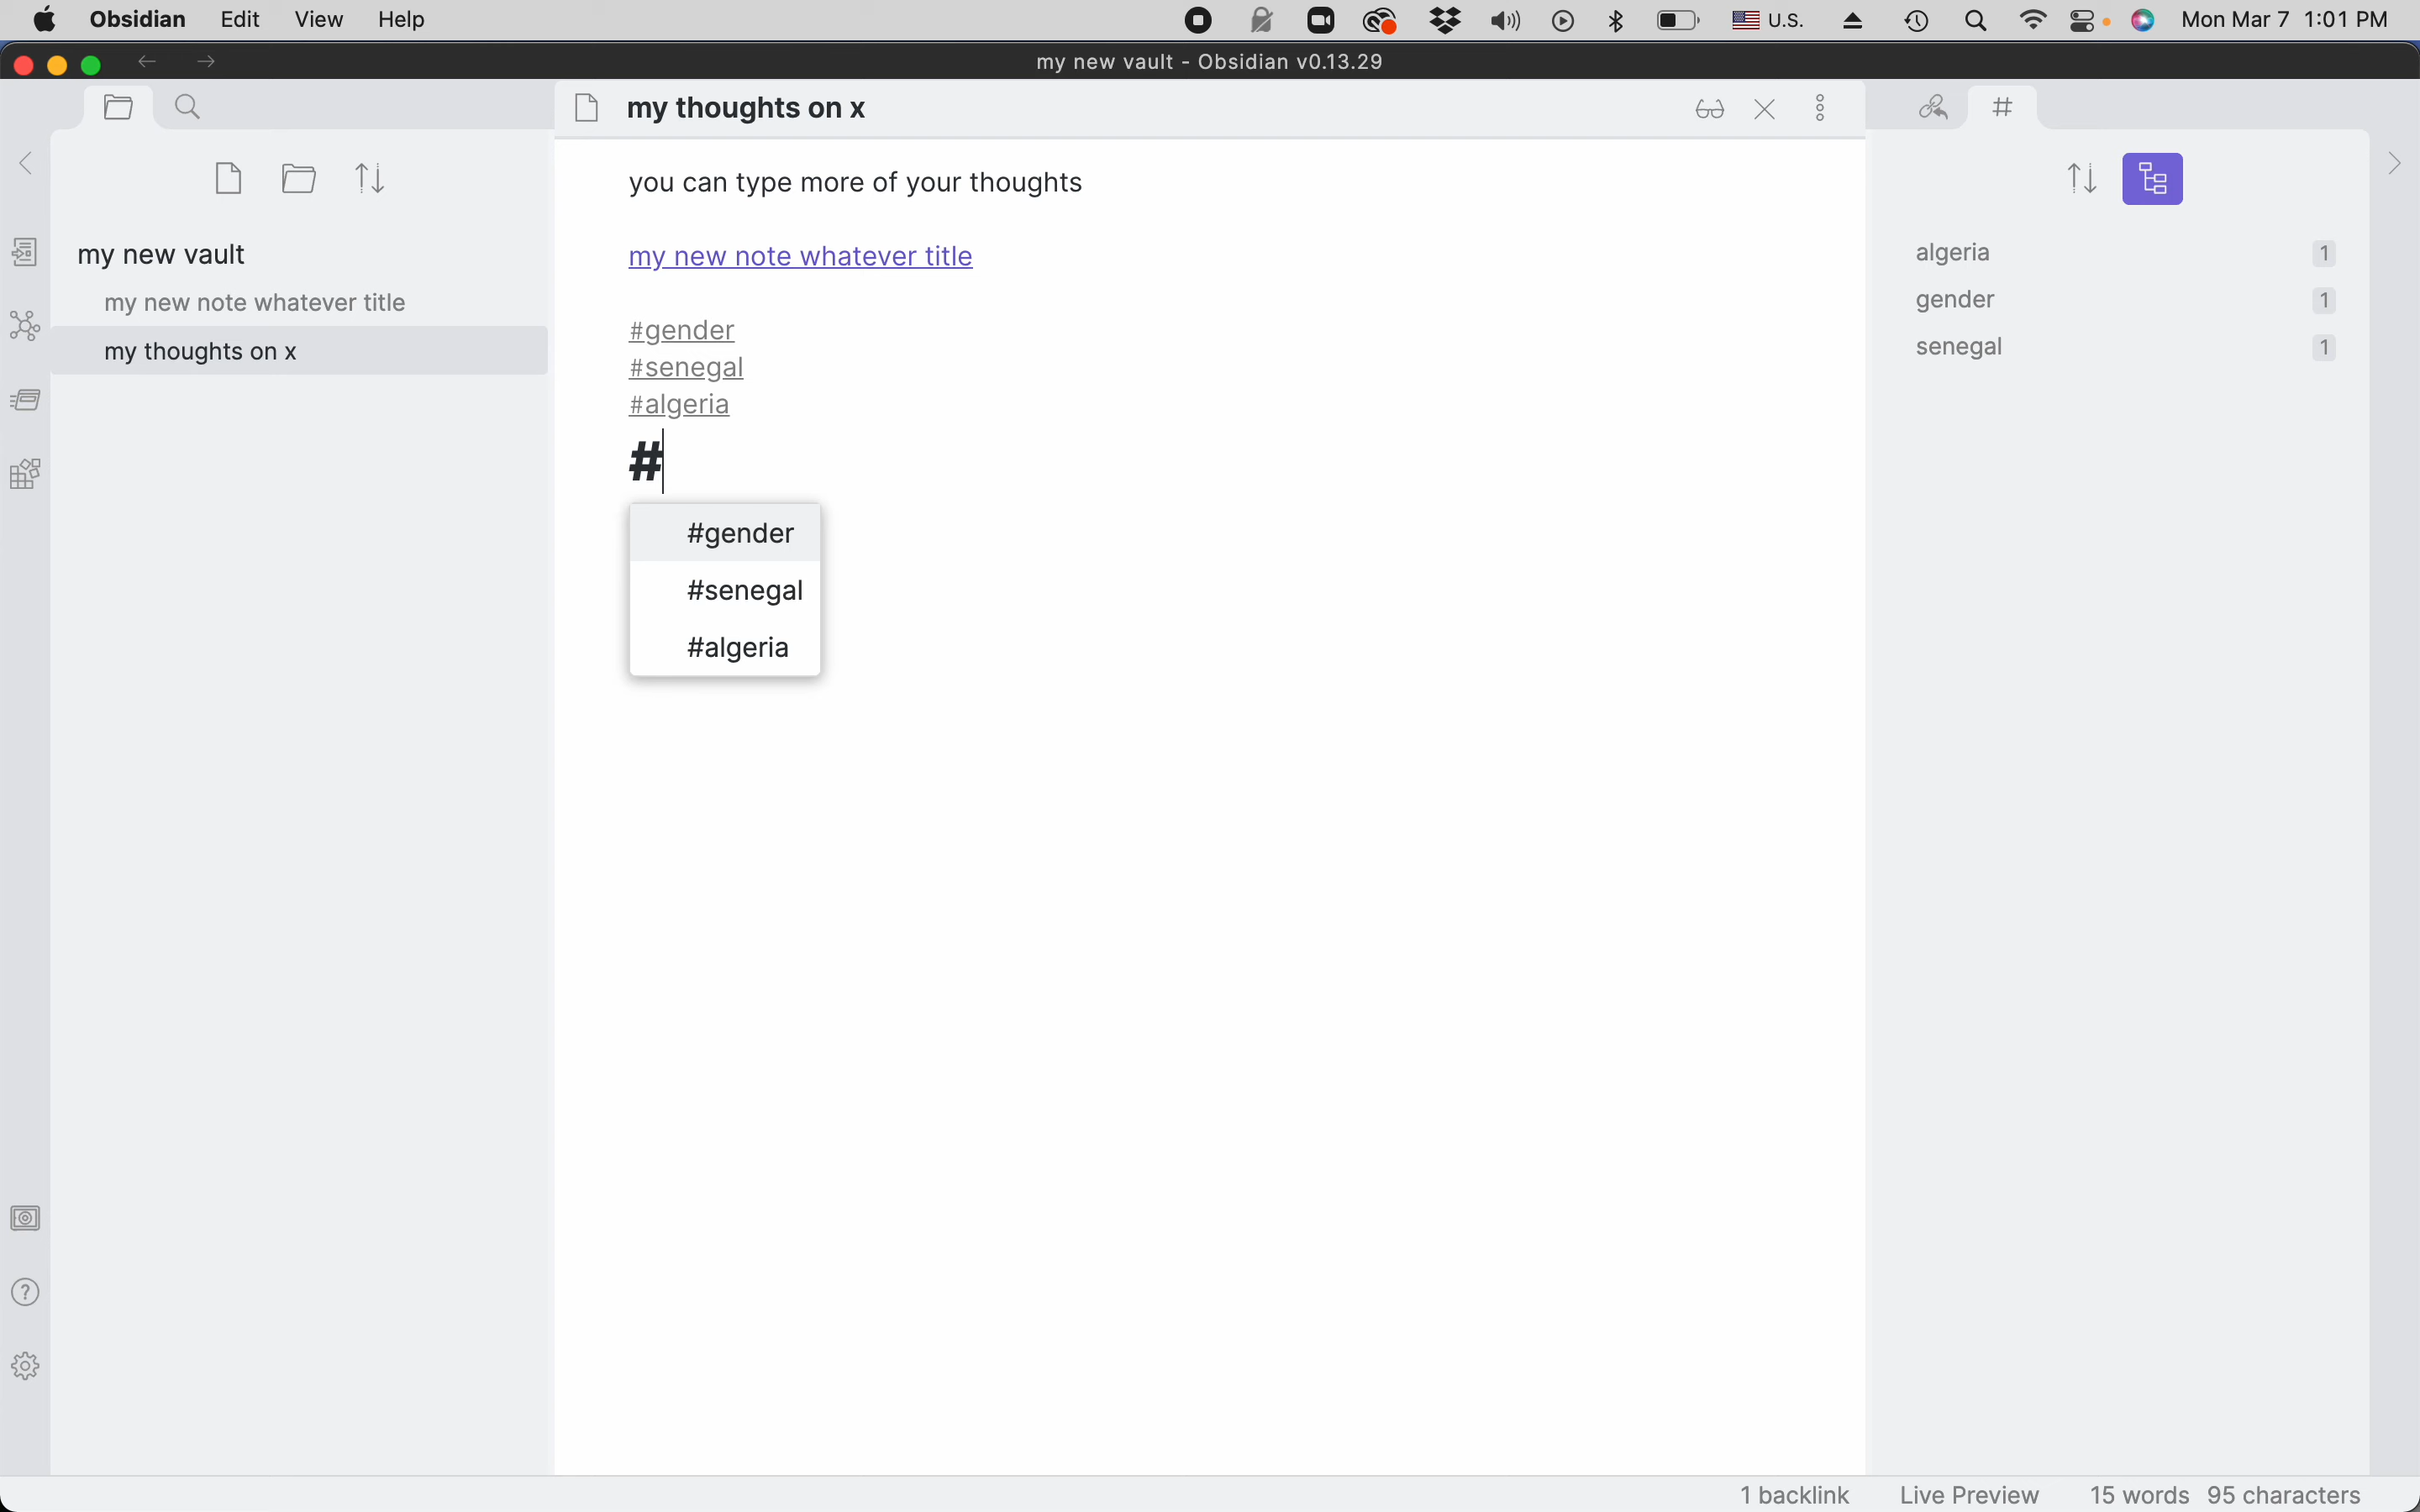 Obsidian Edit View Help U.S. Mon Mar 7 1:01 PM
my new vault - Obsidian v0.13.29
my thoughts on x
#
my new vault
my new note whatever title
my thoughts on x
you can type more of your thoughts
my new note whatever title
#gender
#senegal
#algeria
#
#gender
#senegal
#algeria
algeria 1
gender 1
senegal 1
1 backlink Live Preview 15 words 95 characters